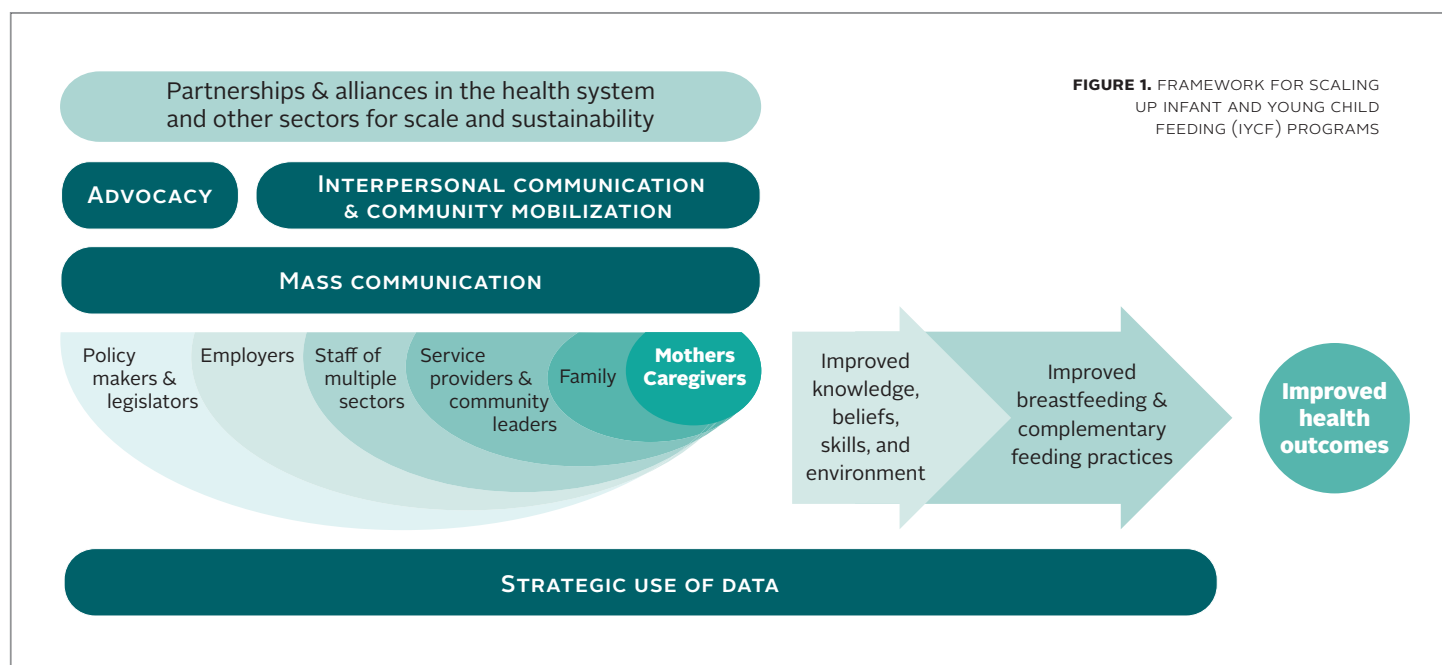 Partnerships & alliances in the health system
and other sectors for scale and sustainability
FIGURE 1. FRAMEWORK FOR SCALING
UP INFANT AND YOUNG CHILD
FEEDING (IYCF) PROGRAMS
ADVOCACY
INTERPERSONAL COMMUNICATION
& COMMUNITY MOBILIZATION
MASS COMMUNICATION
Policy
makers &
legislators
Employers
Staff of
multiple
sectors
Service
providers &
community
leaders
Family
Mothers
Caregivers
Improved
knowledge,
beliefs,
skills, and
environment
Improved
breastfeeding &
complementary
feeding practices
Improved
health
outcomes
STRATEGIC USE OF DATA